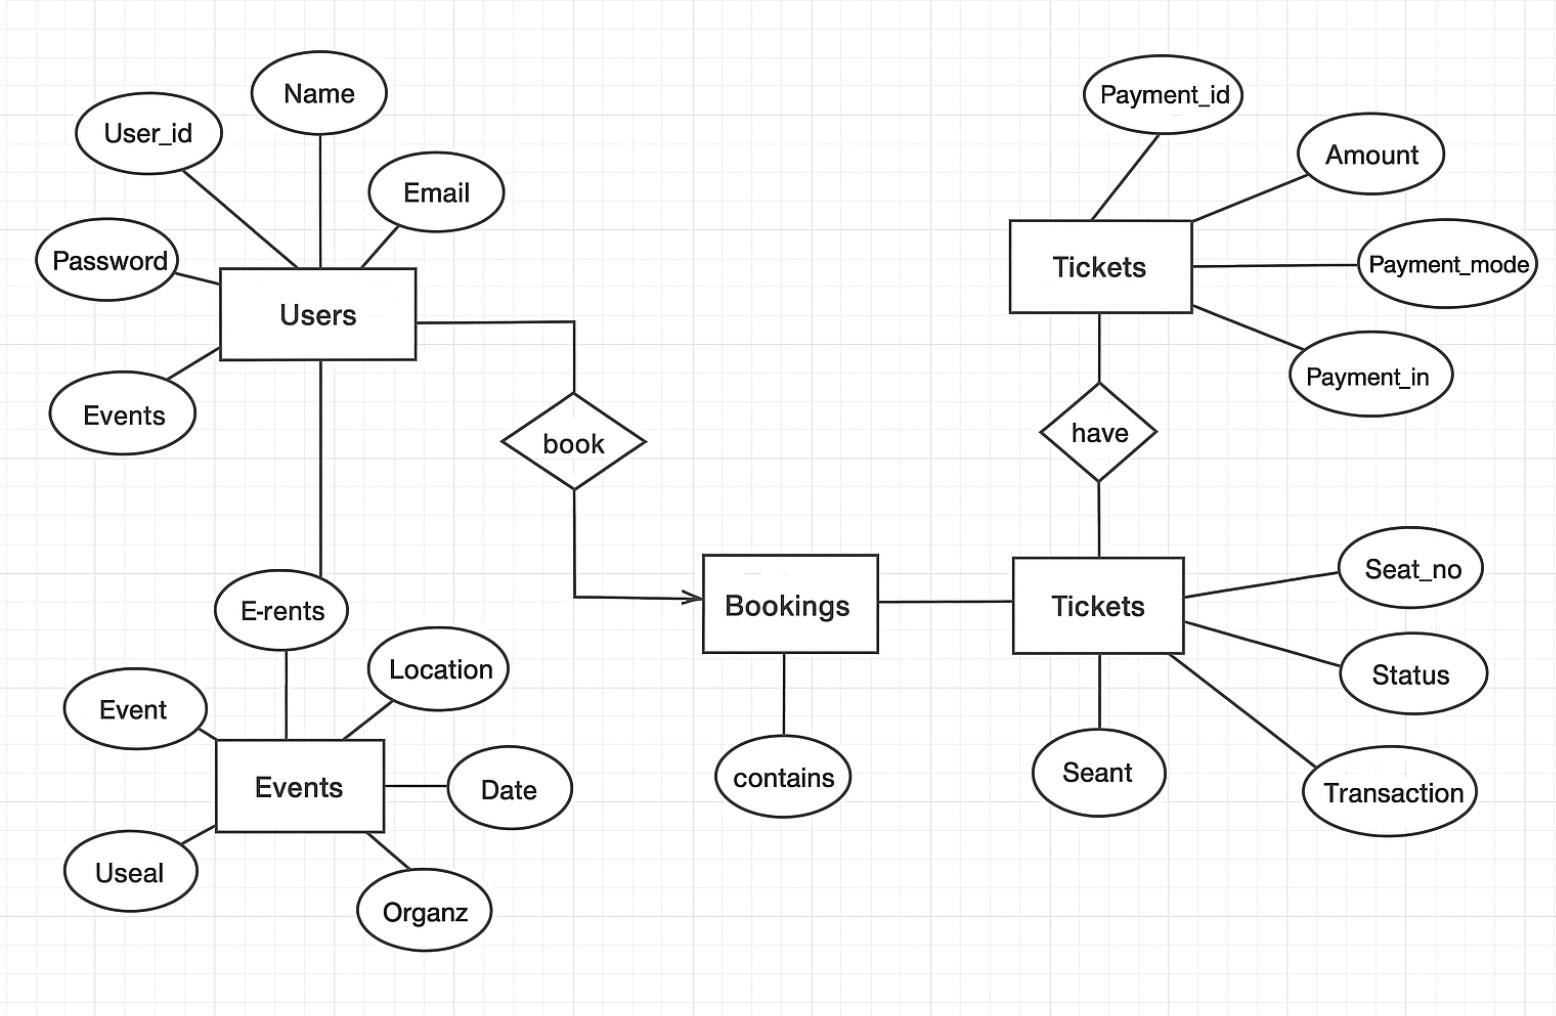 Name
User_id
Email
Password
Users
Events
book
E-rents
Location
Event
Events
Date
Useal
Organz
Bookings
contains
Payment_id
Amount
Tickets
Payment_mode
Payment_in
have
Tickets
Seat_no
Status
Seant
Transaction